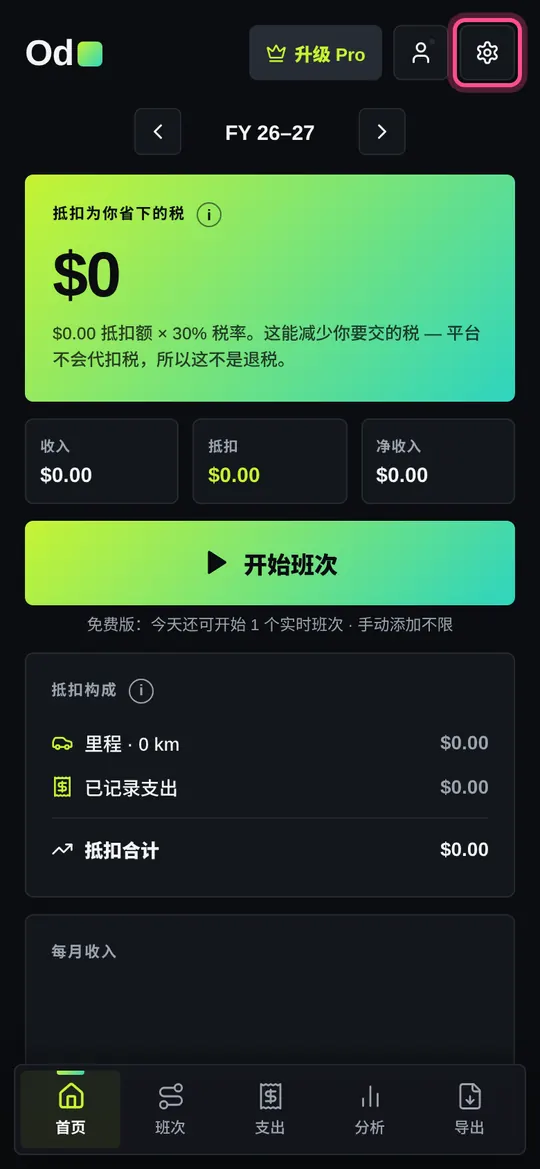 Od
升级 Pro
FY 26–27
抵扣为你省下的税
$0
$0.00 抵扣额 × 30% 税率。这能减少你要交的税 — 平台
不会代扣税，所以这不是退税。
收入
抵扣
净收入
$0.00
$0.00
$0.00
开始班次
免费版：今天还可开始 1 个实时班次 · 手动添加不限
抵扣构成
里程 · 0 km
$0.00
已记录支出
$0.00
抵扣合计
$0.00
每月收入
首页
班次
支出
分析
导出